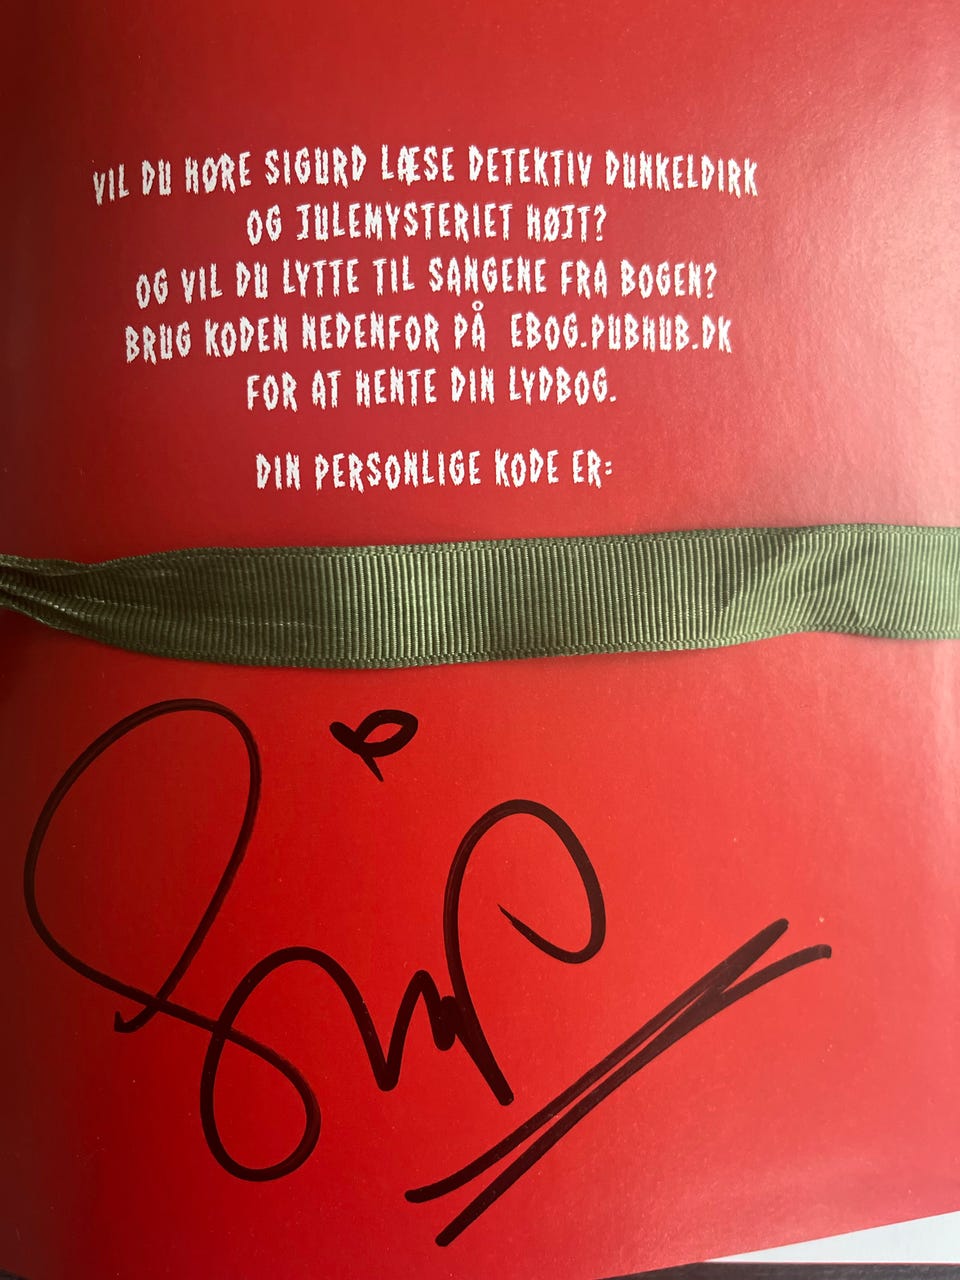 VIL DU HØRE SIGURD LÆSE DETEKTIV DUNKELDIRK
OG JULEMYSTERIET HØJT?
OG VIL DU LYTTE TIL SANGENE FRA BOGEN?
BRUG KODEN NEDENFOR PÅ EBOG.PUBHUB.DK
FOR AT HENTE DIN LYDBOG.
DIN PERSONLIGE KODE ER: